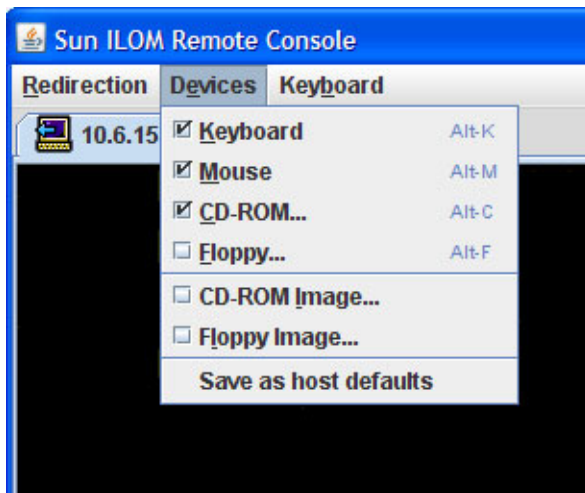 Sun ILOM Remote Console
Redirection Devices Keyboard
10.6.15
Keyboard Alt-K
Mouse Alt-M
CD-ROM... Alt-C
Floppy... Alt-F
CD-ROM Image...
Floppy Image...
Save as host defaults